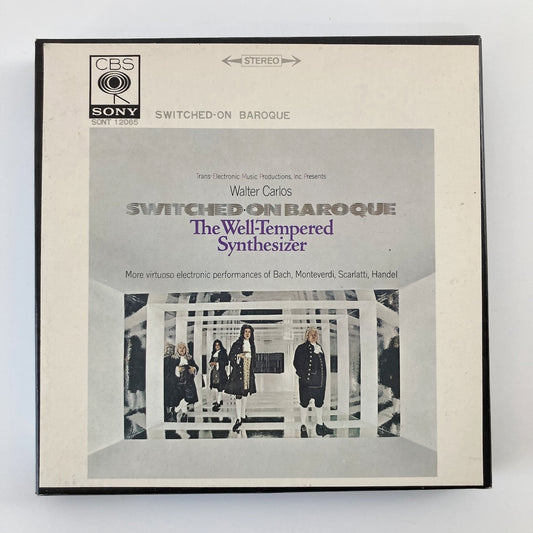 CBS
SONY
SONT 12065
STEREO
SWITCHED-ON BAROQUE
Trans-Electronic Music Productions, Inc. Presents
Walter Carlos
SWITCHED-ON BAROQUE
The Well-Tempered
Synthesizer
More virtuoso electronic performances of Bach, Monteverdi, Scarlatti, Handel